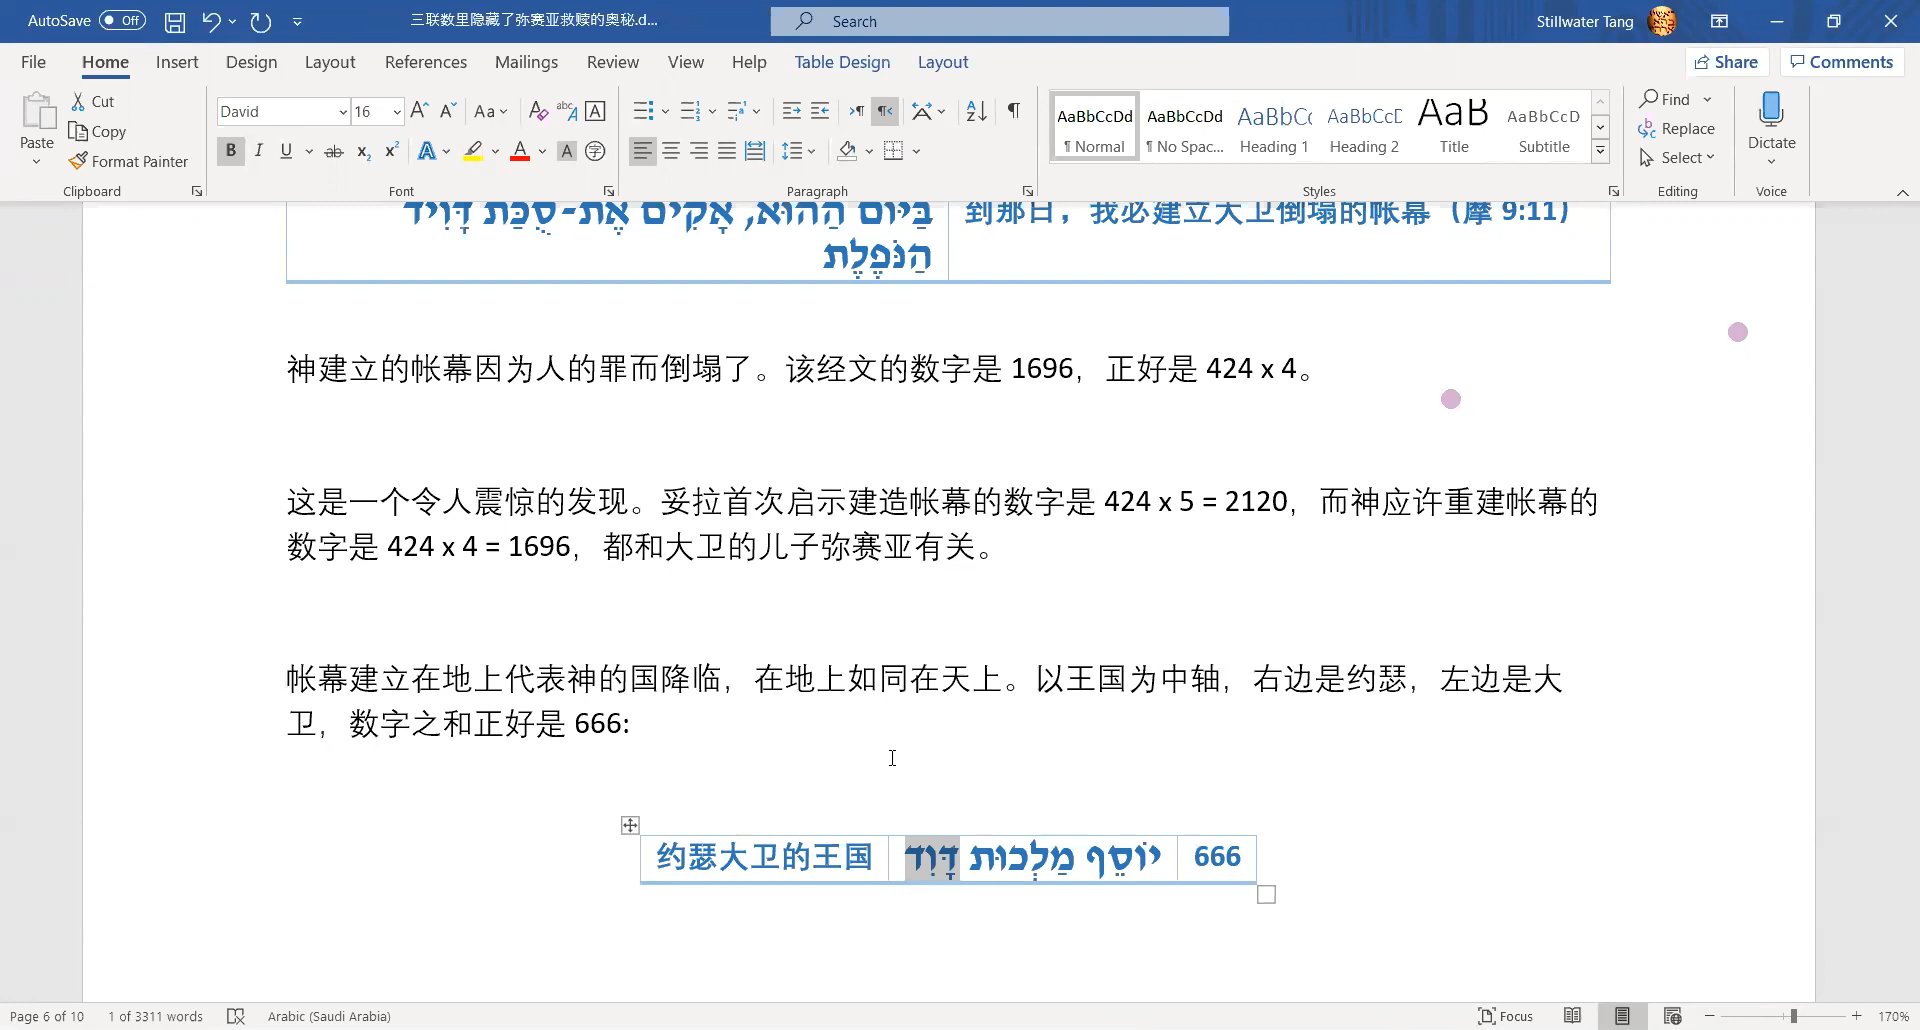 AutoSave Off 三联数里隐藏了弥赛亚救赎的奥秘.d... Search Stillwater Tang
File Home Insert Design Layout References Mailings Review View Help Table Design Layout Share Comments
Paste Cut Copy Format Painter Clipboard
David 16 Aa abc A
B I U ab x2 x2 A A A 字 Font
Paragraph
AaBbCcDd ¶ Normal AaBbCcDd ¶ No Spac... AaBbCc Heading 1 AaBbCcE Heading 2 AaB Title AaBbCcD Subtitle
Styles
Find Replace Select Editing
Dictate Voice
בַּיּוֹם הַהוּא, אָקִים אֶת-סֻכַּת דָּוִיד
הַנֹּפֶלֶת
到那日，我必建立大卫倒塌的帐幕（摩 9:11）
神建立的帐幕因为人的罪而倒塌了。该经文的数字是 1696，正好是 424 x 4。
这是一个令人震惊的发现。妥拉首次启示建造帐幕的数字是 424 x 5 = 2120，而神应许重建帐幕的
数字是 424 x 4 = 1696，都和大卫的儿子弥赛亚有关。
帐幕建立在地上代表神的国降临，在地上如同在天上。以王国为中轴，右边是约瑟，左边是大
卫，数字之和正好是 666:
约瑟大卫的王国
יוֹסֵף מַלְכוּת דָּוִד
666
Page 6 of 10 1 of 3311 words Arabic (Saudi Arabia) Focus 170%